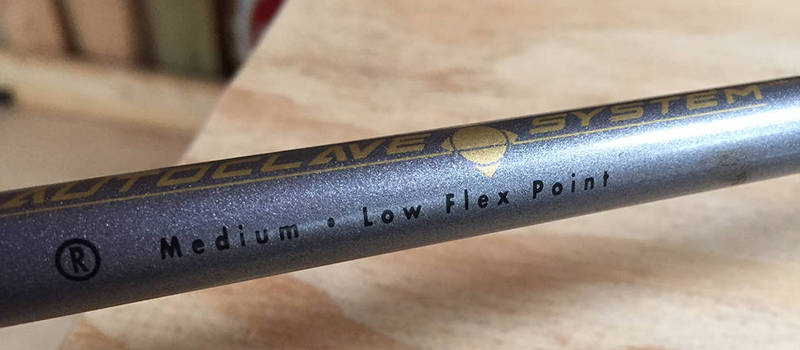 AUTOCLAVE SYSTEM
® Medium • Low Flex Point